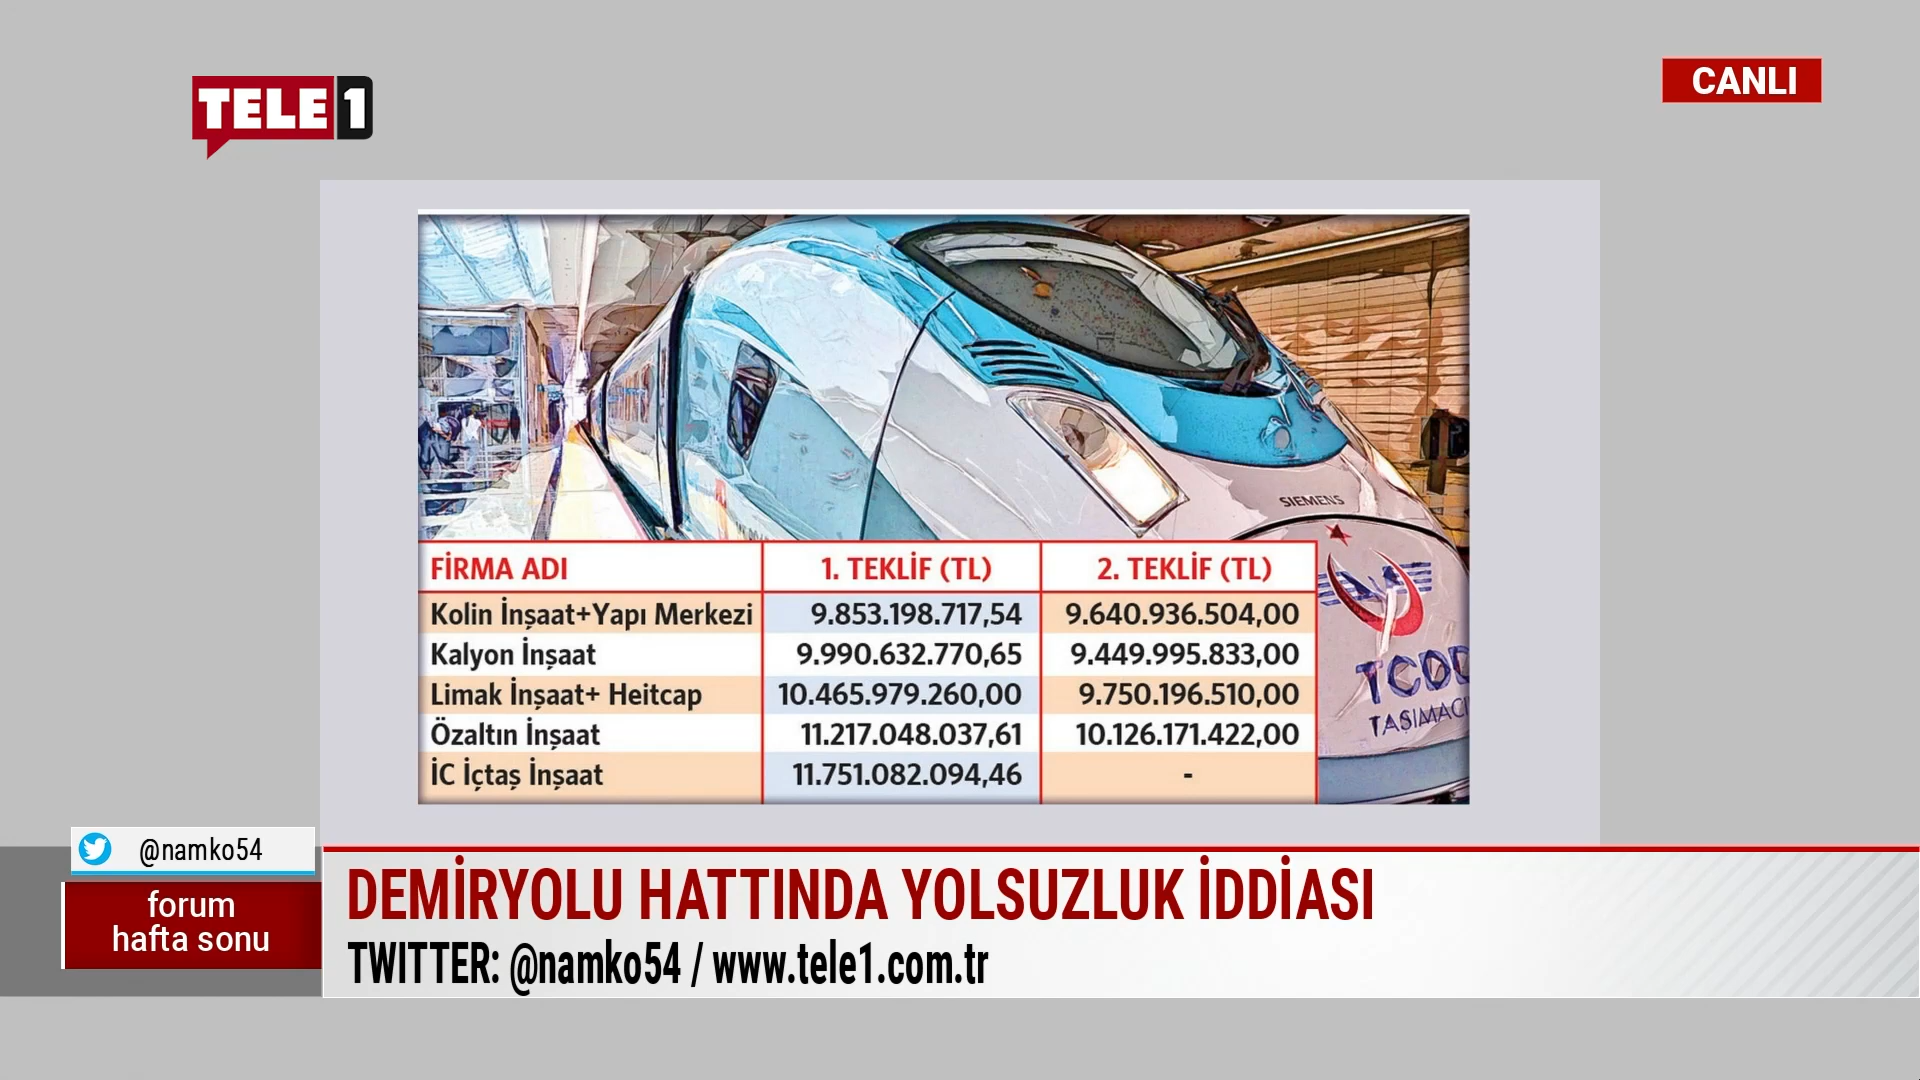 TELE1
CANLI
SIEMENS
FİRMA ADI 1. TEKLİF (TL) 2. TEKLİF (TL)
Kolin İnşaat+Yapı Merkezi 9.853.198.717,54 9.640.936.504,00
Kalyon İnşaat 9.990.632.770,65 9.449.995.833,00
Limak İnşaat+ Heitcap 10.465.979.260,00 9.750.196.510,00
Özaltın İnşaat 11.217.048.037,61 10.126.171.422,00
İC İçtaş İnşaat 11.751.082.094,46 -
TCDD
TAŞIMACI
@namko54
forum
hafta sonu
DEMİRYOLU HATTINDA YOLSUZLUK İDDİASI
TWITTER: @namko54 / www.tele1.com.tr